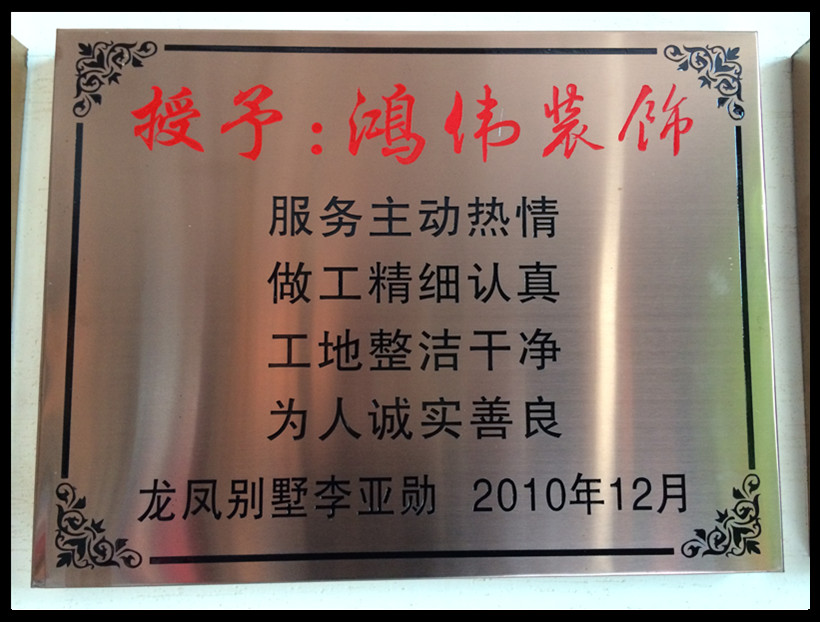 授予:鸿伟装饰
服务主动热情
做工精细认真
工地整洁干净
为人诚实善良
龙凤别墅李亚勋 2010年12月